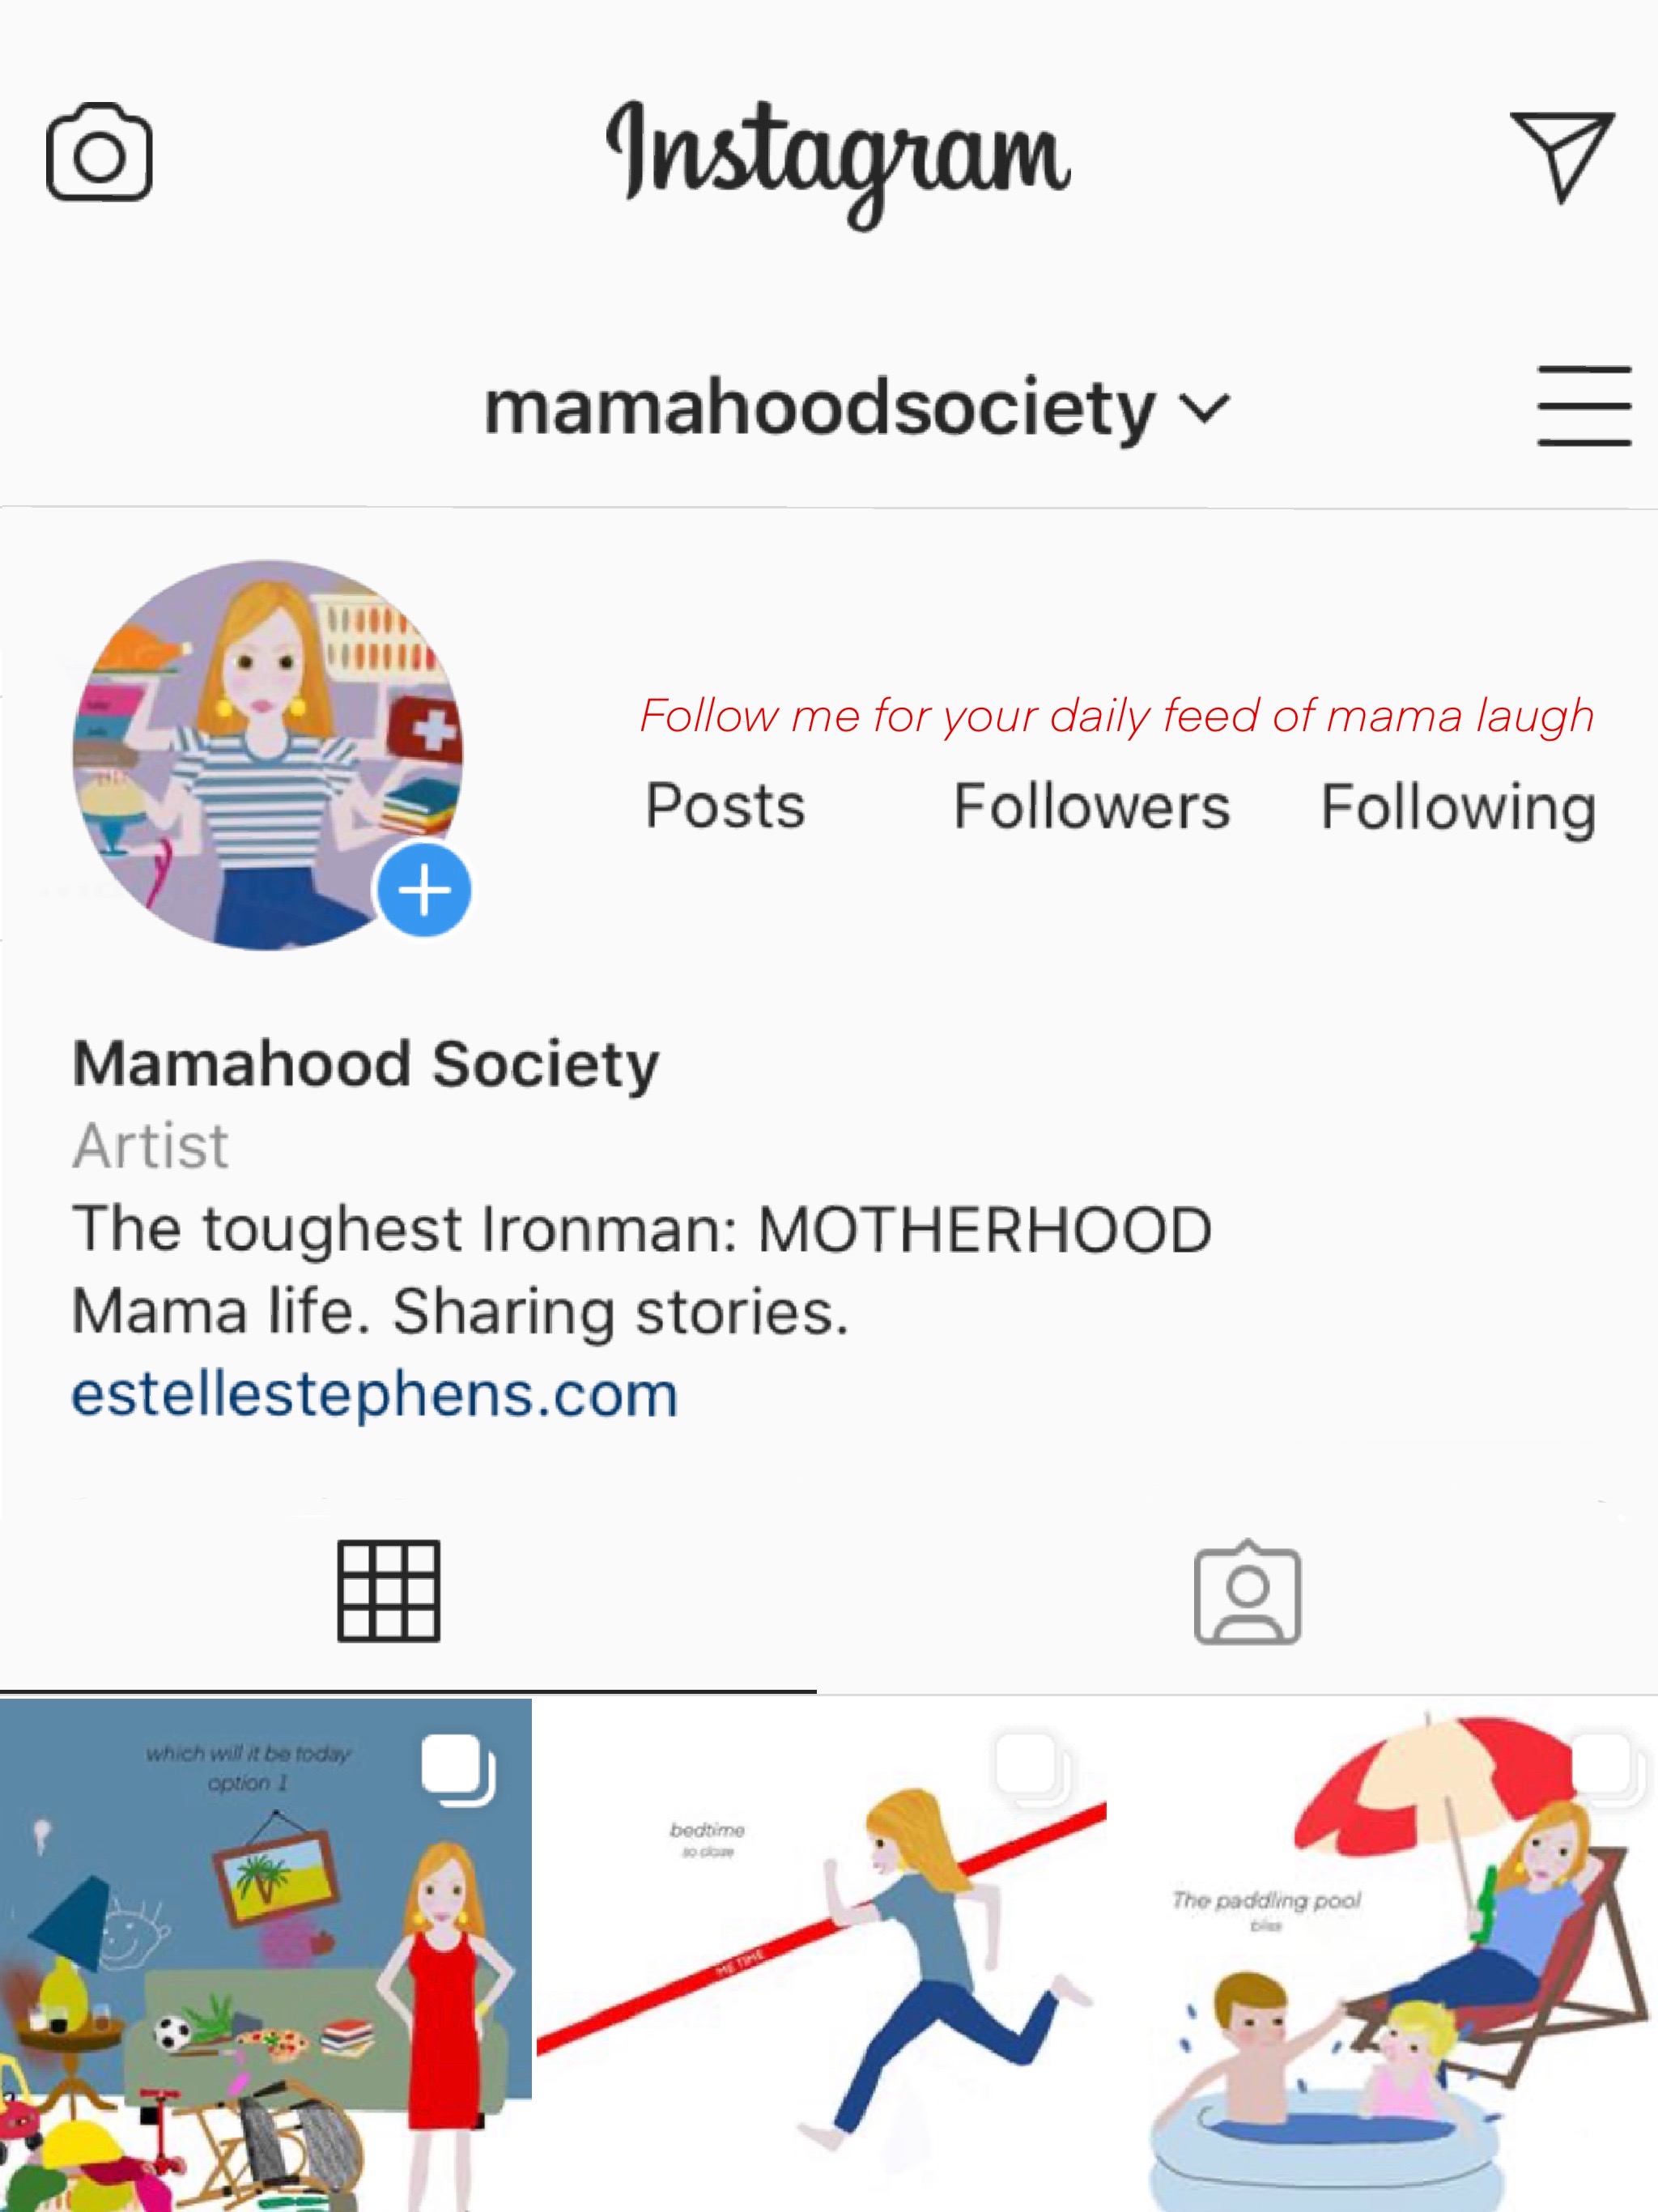 Instagram
mamahoodsociety
Follow me for your daily feed of mama laugh
Posts Followers Following
Mamahood Society
Artist
The toughest Ironman: MOTHERHOOD
Mama life. Sharing stories.
estellestephens.com
which will it be today
option 1
bedtime
so close
ME TIME
The paddling pool
bliss